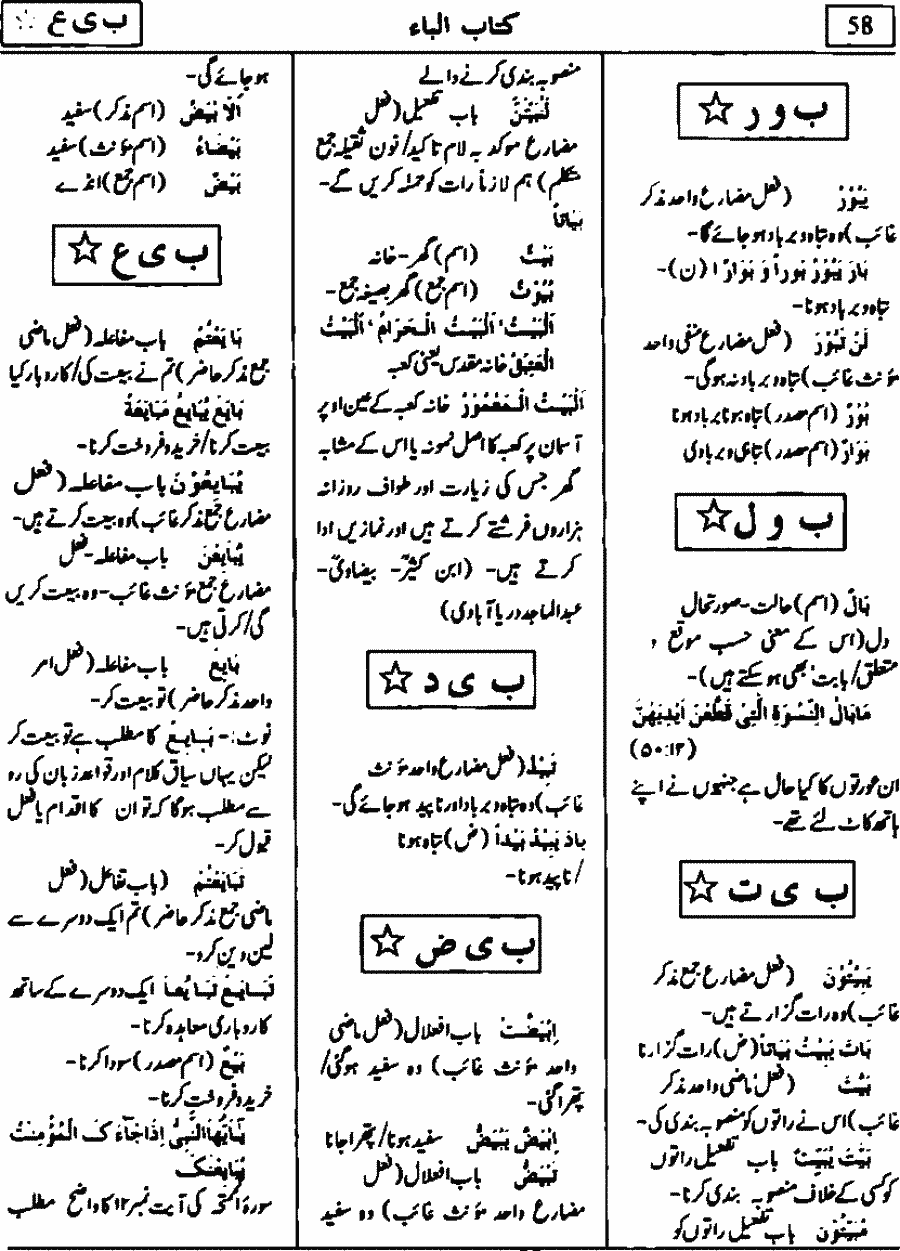 58
کتاب الباء
ب ی ع ☆
ب و ر ☆
يَبُوْرُ (فعل مضارع واحد مذکر
غائب) وہ تباہ و برباد ہو جائے گا۔
بَارَ يَبُوْرُ بَوراً وَ بَوَارًا (ن)۔
تباہ و برباد ہونا۔
لَنْ تَبُوْرَ (فعل مضارع منفی واحد
مؤنث غائب) تباہ و برباد نہ ہوگی۔
بُوْرٌ (اسم مصدر) تباہ ہونا برباد ہونا
بَوَارٌ (اسم مصدر) تباہی و بربادی
ب و ل ☆
بَالٌ (اسم) حالت۔صورتحال
دل (اس کے معنی حسب موقع ،
متعلق/بابت بھی ہو سکتے ہیں)۔
مَابَالُ النِّسْوَةِ الّٰتِیْ قَطَّعْنَ اَیْدِیَهُنَّ
(۵۰:۱۲)
ان عورتوں کا کیا حال ہے جنہوں نے اپنے
ہاتھ کاٹ لئے تھے۔
ب ی ت ☆
يَبِيْتُوْنَ (فعل مضارع جمع مذکر
غائب) وہ رات گزارتے ہیں۔
بَاتَ يَبِيْتُ بَيَاتاً (ض) رات گزارنا
بَيَّتَ (فعل ماضی واحد مذکر
غائب) اس نے راتوں کو منصوبہ بندی کی۔
بَيَّتَ يُبَيِّتُ باب تفعیل راتوں
کو کسی کے خلاف منصوبہ بندی کرنا۔
مُبَيِّتُوْن باب تفعیل راتوں کو
منصوبہ بندی کرنے والے
لَنُبَيِّتَنَّ باب تفعیل (فعل
مضارع موکد بہ لام تاکید/نون ثقیلہ جمع
متکلم) ہم لازماً رات کو حملہ کریں گے۔
بَيَاتاً
بَيْتٌ (اسم) گھر۔خانہ
بُيُوْتٌ (اسم جمع) گھر بصیغہ جمع۔
اَلْبَيْتُ ' اَلْبَيْتُ الْحَرَامُ ' اَلْبَيْتُ
الْعَتِيْقُ خانہ مقدس یعنی کعبہ
اَلْبَيْتُ الْمَعْمُوْرُ خانہ کعبہ کے عین اوپر
آسمان پر کعبہ کا اصل نمونہ یا اس کے مشابہ
گھر جس کی زیارت اور طواف روزانہ
ہزاروں فرشتے کرتے ہیں اور نمازیں ادا
کرتے ہیں۔ (ابن کثیرؒ۔ بیضاویؒ۔
عبدالماجد دریا آبادی)
ب ی د ☆
تَبِيْدَ (فعل مضارع واحد مؤنث
غائب) وہ تباہ و برباد اور ناپید ہو جائے گی۔
بادَ يَبِيْدُ بَيْداً (ض) تباہ ہونا
/ناپید ہونا۔
ب ی ض ☆
اِبْيَضَّتْ باب افعلال (فعل ماضی
واحد مؤنث غائب) وہ سفید ہوگئی/
پتھرا گئی۔
اِبْيَضَّ يَبْيَضُّ سفید ہونا/پتھرا جانا
تَبْيَضُّ باب افعلال (فعل
مضارع واحد مؤنث غائب) وہ سفید
ہو جائے گی۔
اَلْاَ بْيَضُ (اسم مذکر) سفید
بَيْضَاءُ (اسم مؤنث) سفید
بَيْضٌ (اسم جمع) انڈے
ب ی ع ☆
بَايَعْتُمْ باب مفاعلہ (فعل ماضی
جمع مذکر حاضر) تم نے بیعت کی/کاروبار کیا
بَايَعَ يُبَايِعُ مُبَايَعَةً
بیعت کرنا/خرید و فروخت کرنا۔
يُبَايِعُوْنَ باب مفاعلہ (فعل
مضارع جمع مذکر غائب) وہ بیعت کرتے ہیں۔
يُبَايِعْنَ باب مفاعلہ۔فعل
مضارع جمع مؤنث غائب۔وہ بیعت کریں
گی/کرتی ہیں۔
بَايِعْ باب مفاعلہ (فعل امر
واحد مذکر حاضر) تو بیعت کر۔
نوٹ:۔ بَايِعْ کا مطلب ہے تو بیعت کر
لیکن یہاں سیاق کلام اور قواعد زبان کی رو
سے مطلب ہوگا کہ تو ان کا اقدام یا فعل
قبول کر۔
تَبَايَعْتُمْ (باب تفاعل (فعل
ماضی جمع مذکر حاضر) تم ایک دوسرے سے
لین دین کرو۔
تَبَايَعَ تَبَايُعاً ایک دوسرے کے ساتھ
کاروباری معاہدہ کرنا۔
بَيْعٌ (اسم مصدر) سودا کرنا۔
خرید و فروخت کرنا۔
يٰٓاَيُّهَا النَّبِيُّ اِذَا جَآءَ كَ الْمُؤْمِنٰتُ
يُبَايِعْنَكَ
سورۂ الممتحنہ کی آیت نمبر ۱۲ کا واضح مطلب